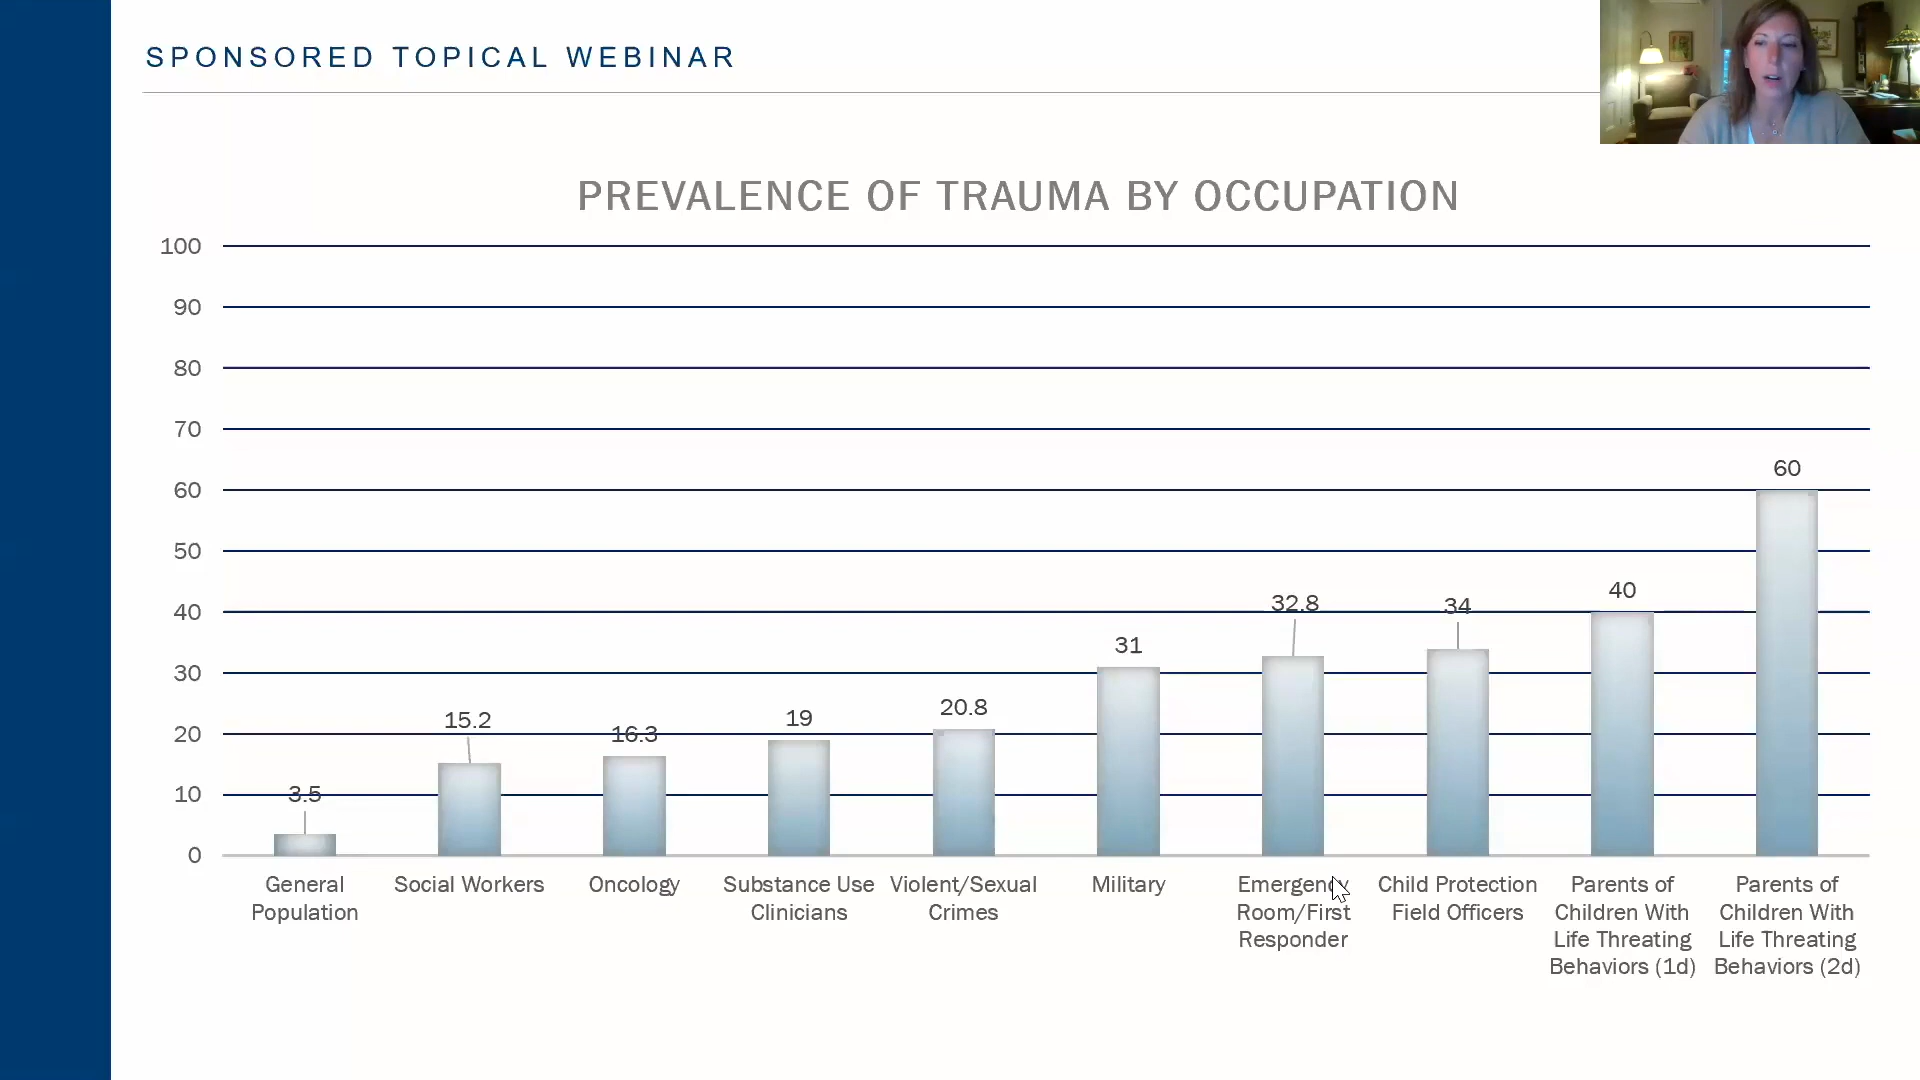 SPONSORED TOPICAL WEBINAR
PREVALENCE OF TRAUMA BY OCCUPATION
100
90
80
70
60
50
40
30
20
10
0
3.5
15.2
16.3
19
20.8
31
32.8
34
40
60
General
Population
Social Workers
Oncology
Substance Use
Clinicians
Violent/Sexual
Crimes
Military
Emergency
Room/First
Responder
Child Protection
Field Officers
Parents of
Children With
Life Threating
Behaviors (1d)
Parents of
Children With
Life Threating
Behaviors (2d)